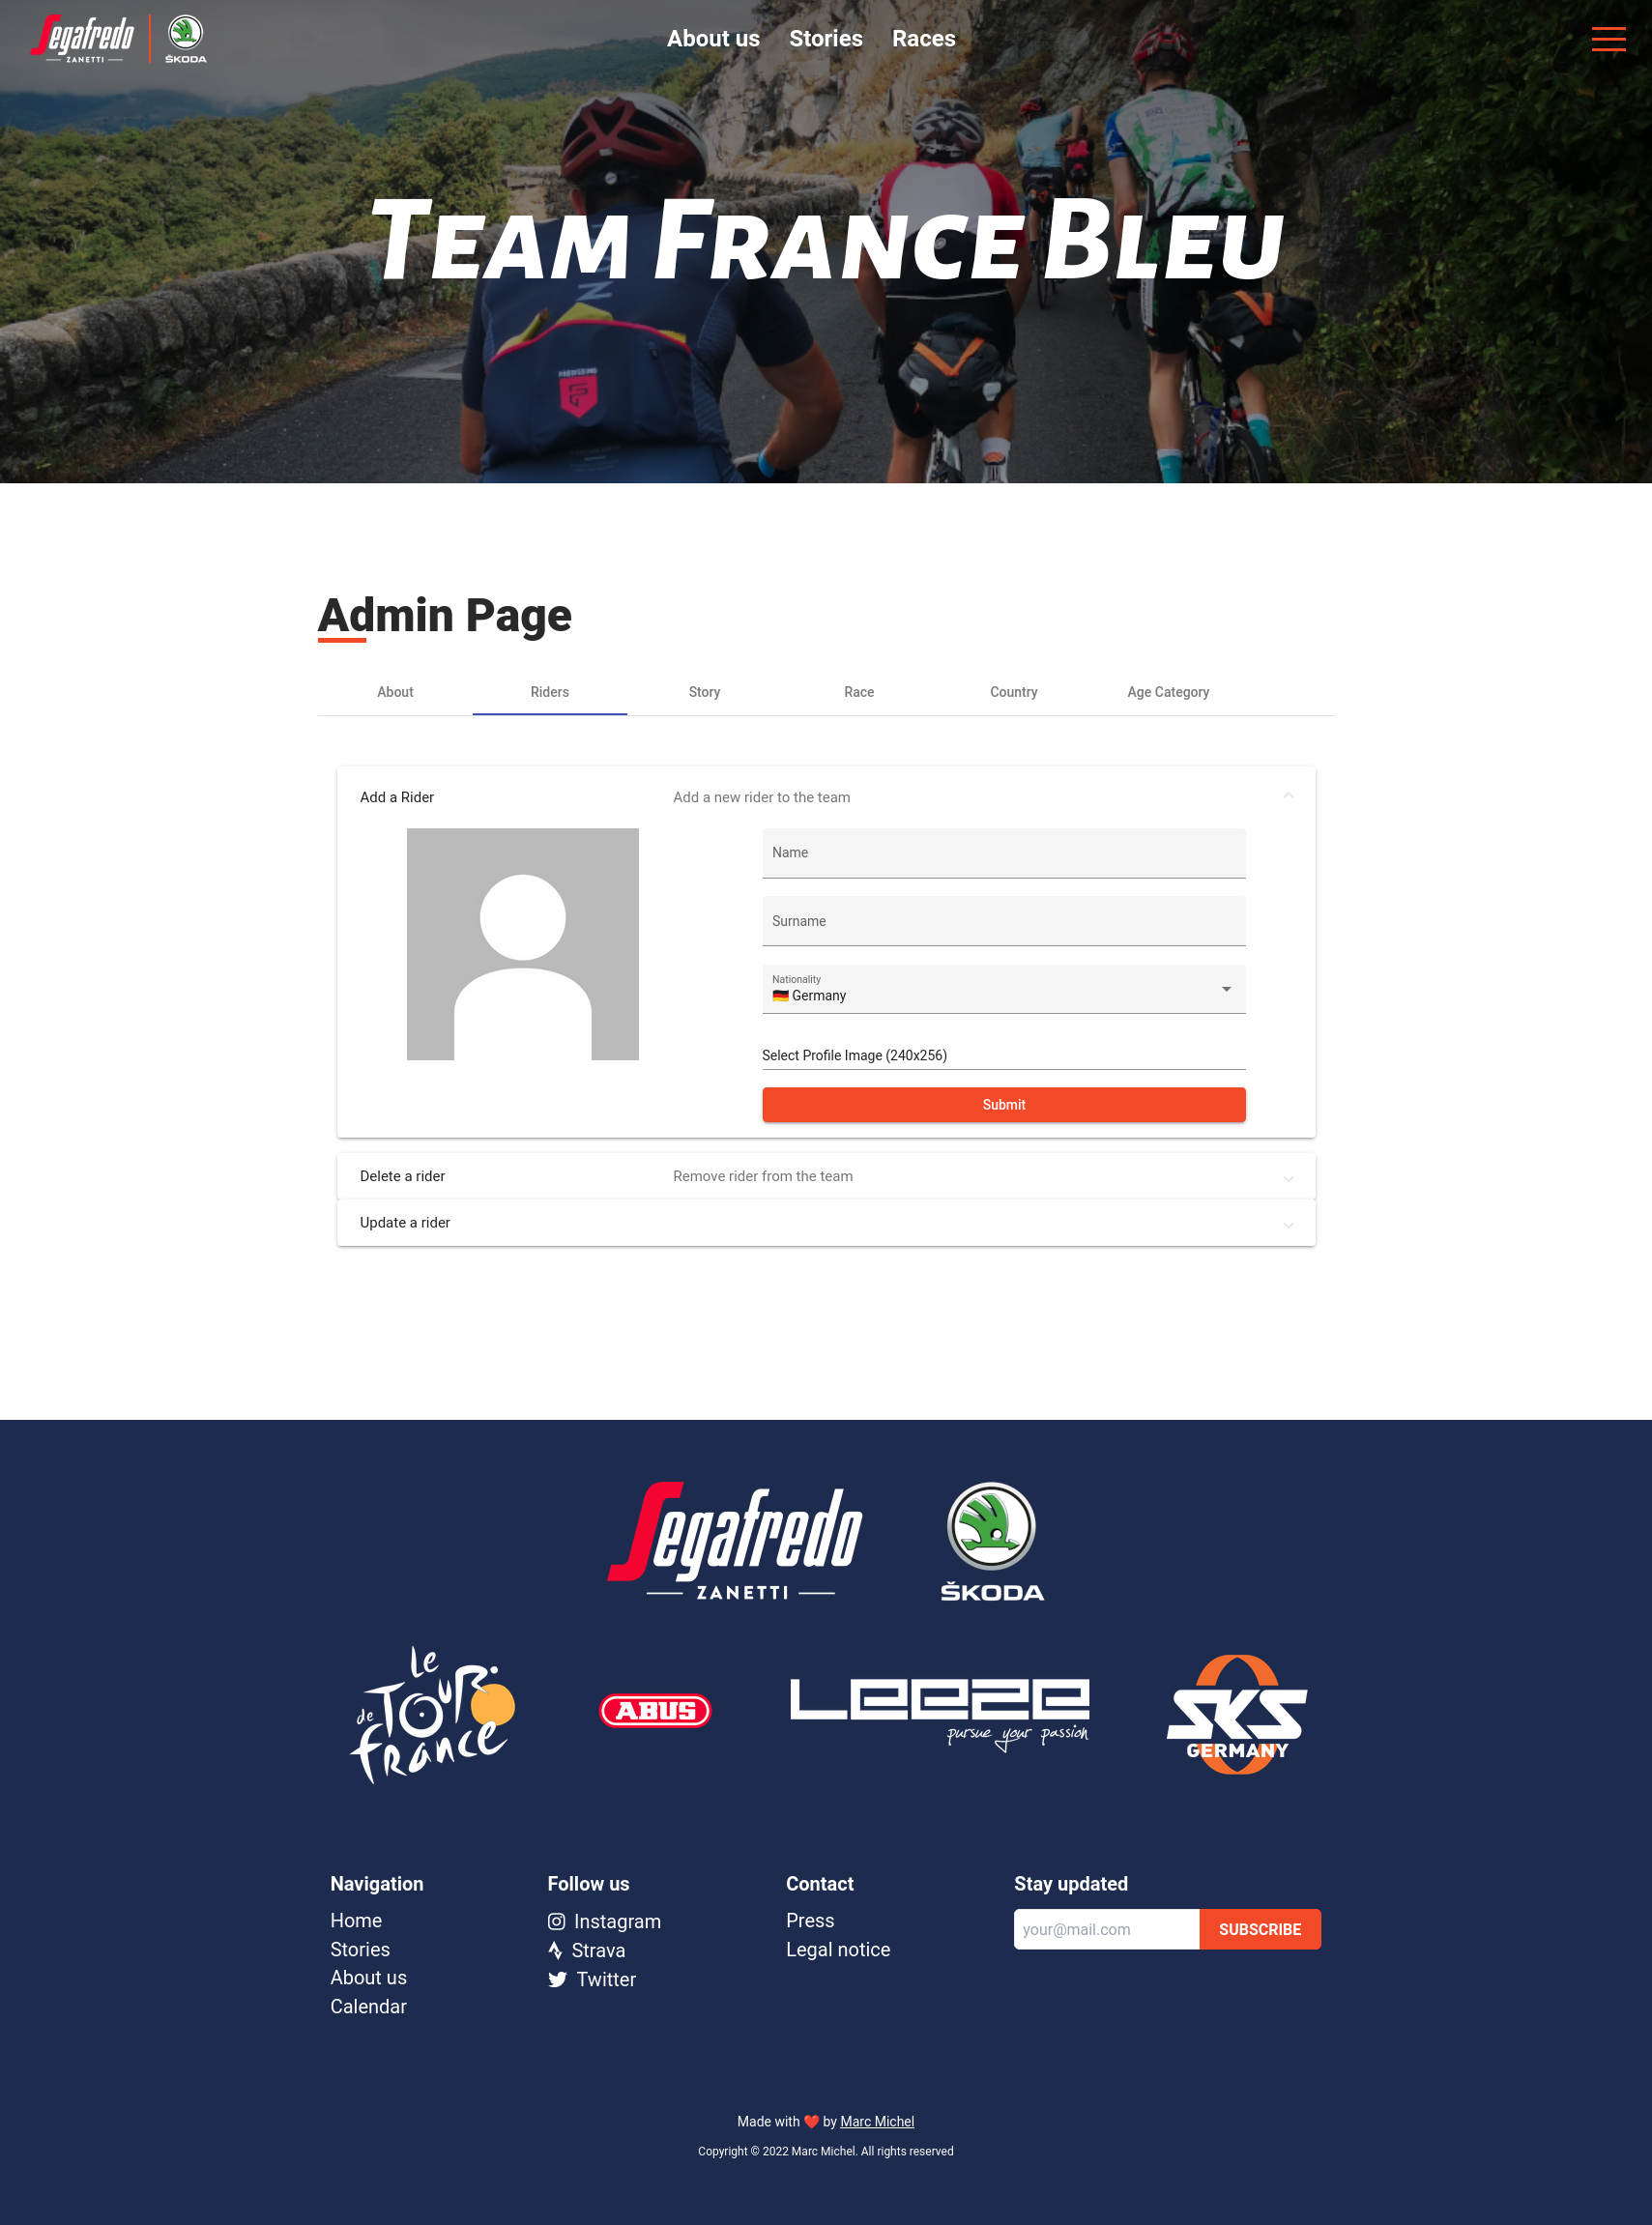 Segafredo
ZANETTI
ŠKODA
About us
Stories
Races
TEAM FRANCE BLEU
Admin Page
About
Riders
Story
Race
Country
Age Category
Add a Rider
Add a new rider to the team
Name
Surname
Nationality
🇩🇪 Germany
Select Profile Image (240x256)
Submit
Delete a rider
Remove rider from the team
Update a rider
Segafredo
ZANETTI
ŠKODA
Le
TOUR
de
france
ABUS
Leeze
pursue your passion
SKS
GERMANY
Navigation
Home
Stories
About us
Calendar
Follow us
Instagram
Strava
Twitter
Contact
Press
Legal notice
Stay updated
your@mail.com
SUBSCRIBE
Made with ❤️ by Marc Michel
Copyright © 2022 Marc Michel. All rights reserved